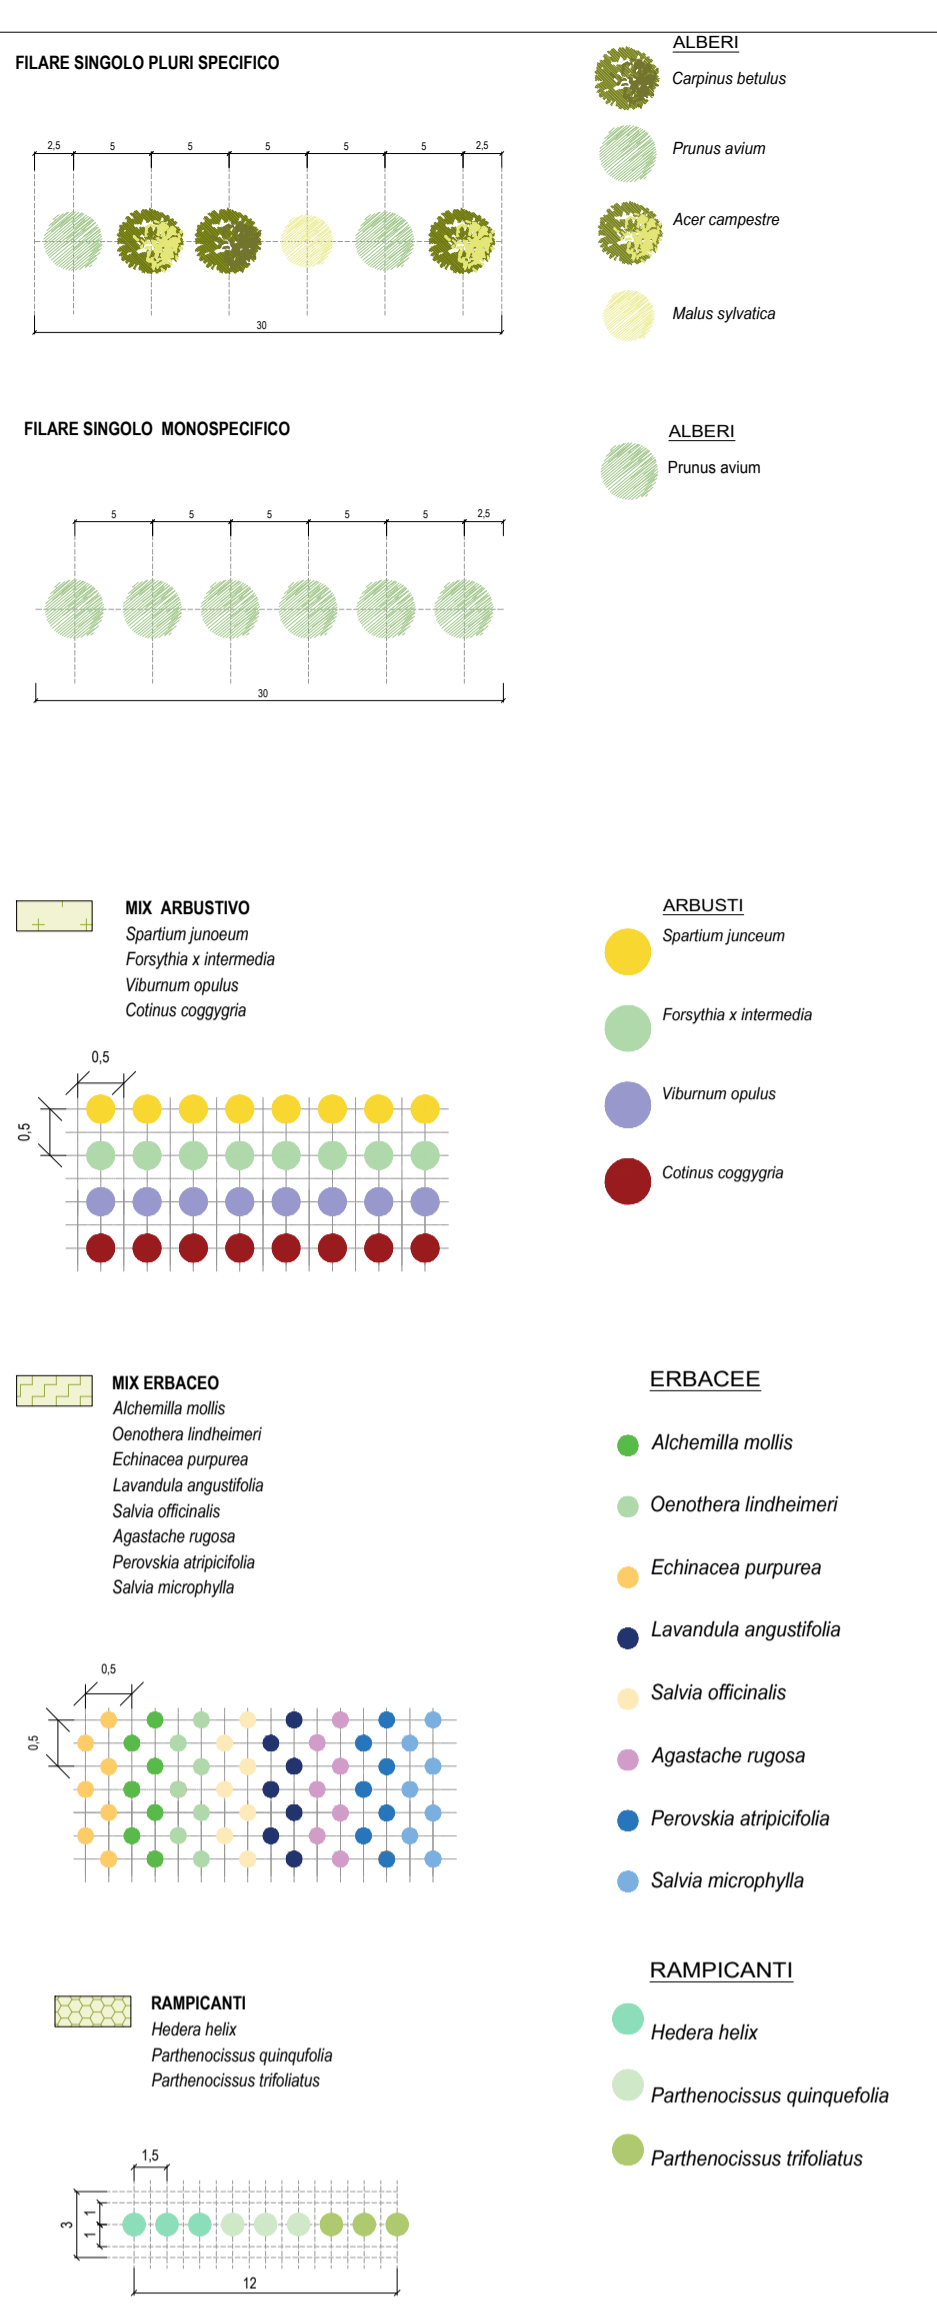 FILARE SINGOLO PLURI SPECIFICO
2,5 5 5 5 5 5 2,5
30
ALBERI
Carpinus betulus
Prunus avium
Acer campestre
Malus sylvatica
FILARE SINGOLO MONOSPECIFICO
5 5 5 5 5 2,5
30
ALBERI
Prunus avium
MIX ARBUSTIVO
Spartium junoeum
Forsythia x intermedia
Viburnum opulus
Cotinus coggygria
0,5
0,5
ARBUSTI
Spartium junceum
Forsythia x intermedia
Viburnum opulus
Cotinus coggygria
MIX ERBACEO
Alchemilla mollis
Oenothera lindheimeri
Echinacea purpurea
Lavandula angustifolia
Salvia officinalis
Agastache rugosa
Perovskia atripicifolia
Salvia microphylla
0,5
0,5
ERBACEE
Alchemilla mollis
Oenothera lindheimeri
Echinacea purpurea
Lavandula angustifolia
Salvia officinalis
Agastache rugosa
Perovskia atripicifolia
Salvia microphylla
RAMPICANTI
Hedera helix
Parthenocissus quinqufolia
Parthenocissus trifoliatus
1,5
3
1
1
12
RAMPICANTI
Hedera helix
Parthenocissus quinquefolia
Parthenocissus trifoliatus